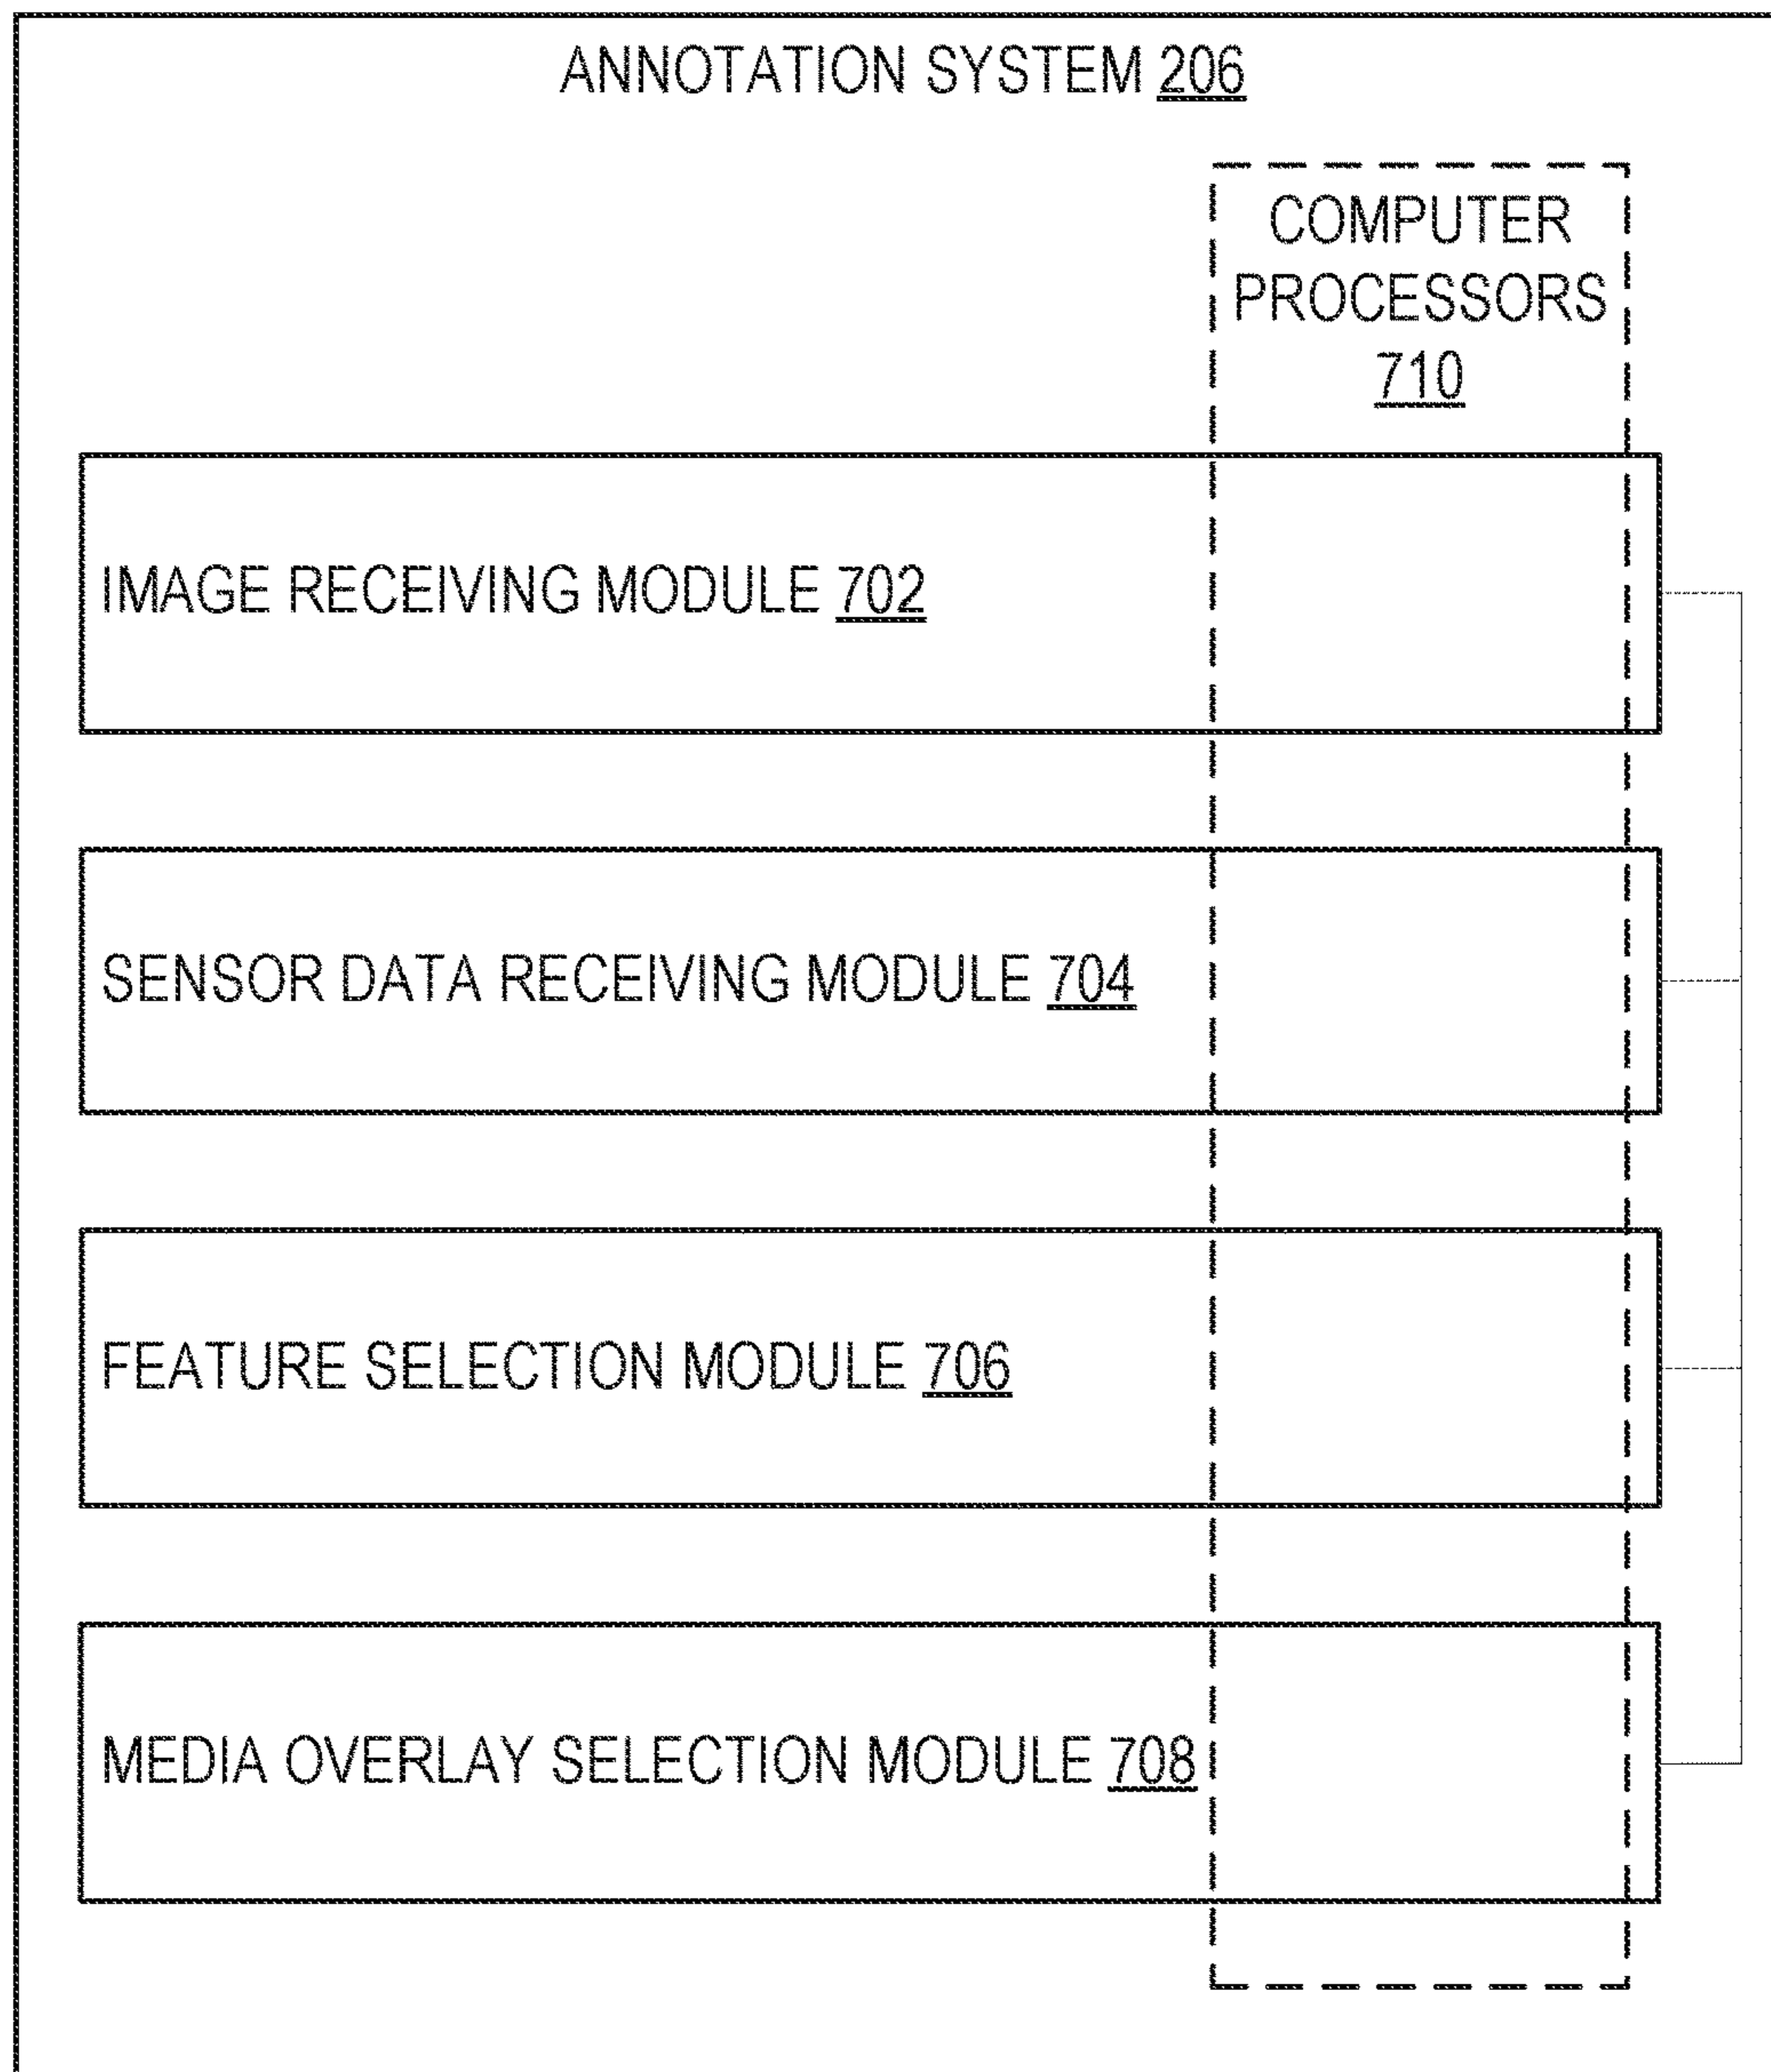 ANNOTATION SYSTEM 206
COMPUTER
PROCESSORS
710
IMAGE RECEIVING MODULE 702
SENSOR DATA RECEIVING MODULE 704
FEATURE SELECTION MODULE 706
MEDIA OVERLAY SELECTION MODULE 708